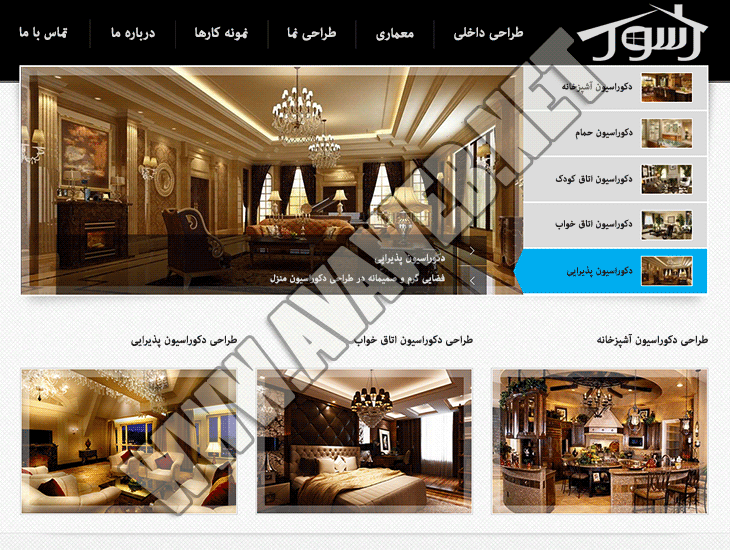 رسور
طراحی داخلی
معماری
طراحی نما
نمونه کارها
درباره ما
تماس با ما
دکوراسیون آشپزخانه
دکوراسیون حمام
دکوراسیون اتاق کودک
دکوراسیون اتاق خواب
دکوراسیون پذیرایی
دکوراسیون پذیرایی
فضایی گرم و صمیمانه در طراحی دکوراسیون منزل
طراحی دکوراسیون آشپزخانه
طراحی دکوراسیون اتاق خواب
طراحی دکوراسیون پذیرایی
WWW.AVAWEB.NET